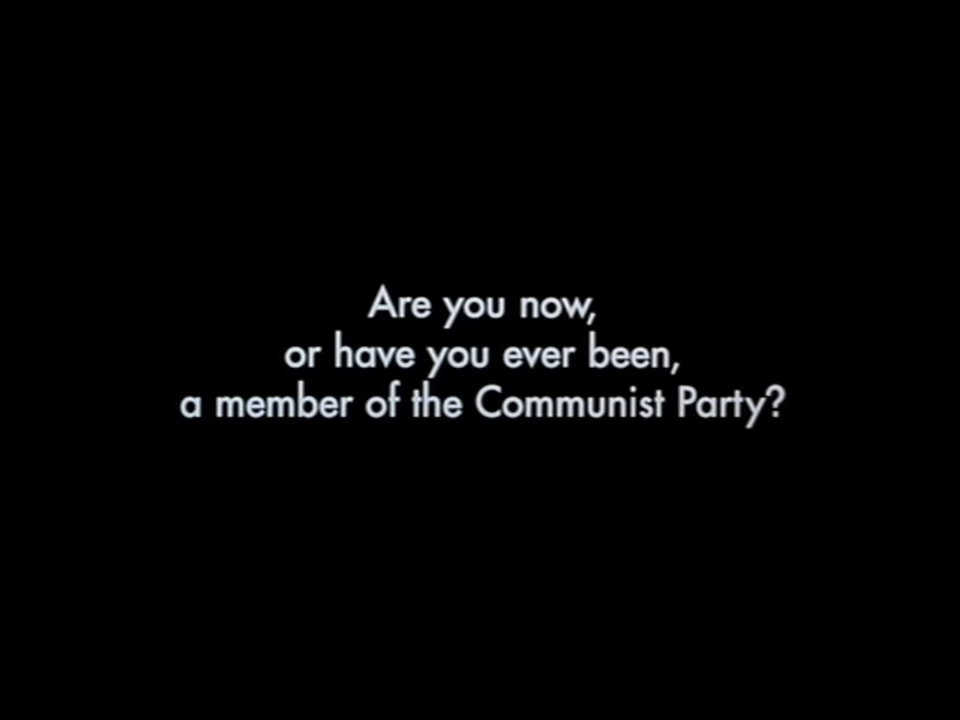 Are you now,
or have you ever been,
a member of the Communist Party?